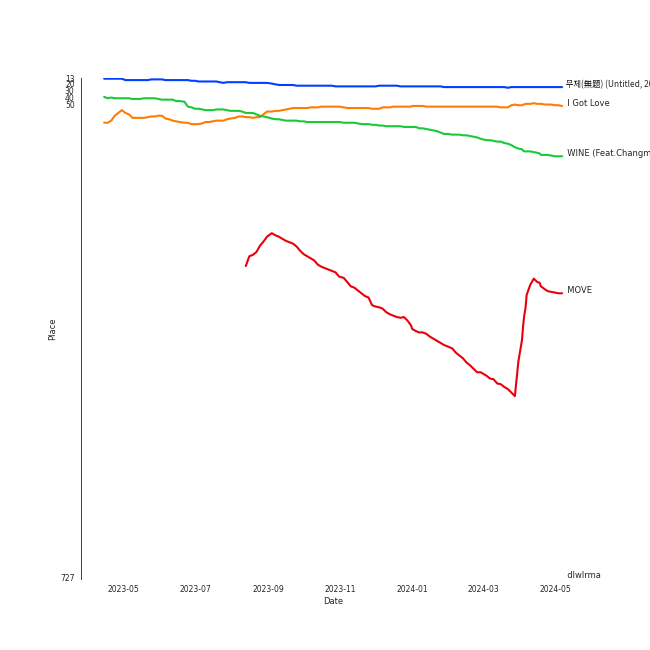 13
20
30
40
50
무제(無題) (Untitled, 20
I Got Love
WINE (Feat.Changm
MOVE
Place
727
dlwlrma
2023-05
2023-07
2023-09
2023-11
2024-01
2024-03
2024-05
Date